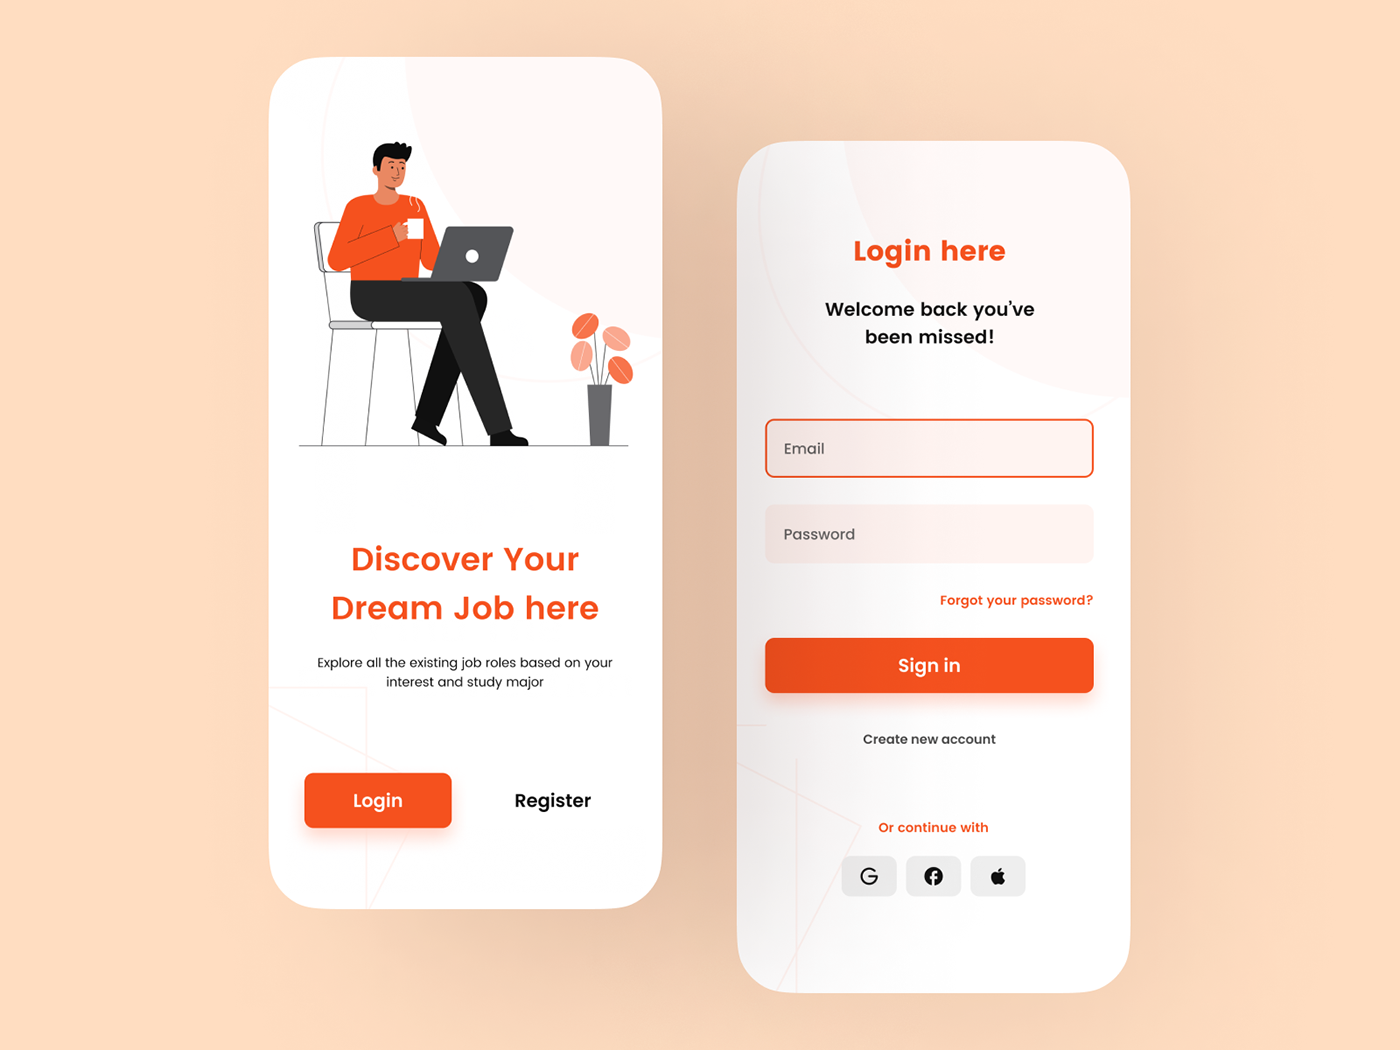 Discover Your
Dream Job here
Explore all the existing job roles based on your
interest and study major
Login
Register
Login here
Welcome back you've
been missed!
Email
Password
Forgot your password?
Sign in
Create new account
Or continue with